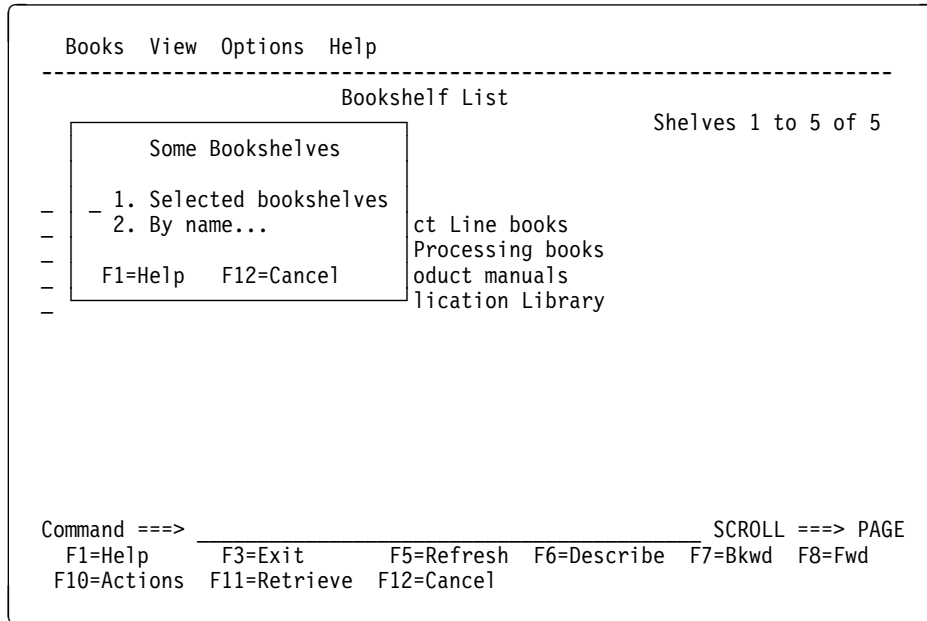 Books View Options Help
-----------------------------------------------------------------------
Bookshelf List
Shelves 1 to 5 of 5
Some Bookshelves
_ _ 1. Selected bookshelves
_ 2. By name... ct Line books
_ Processing books
_ F1=Help F12=Cancel oduct manuals
_ lication Library
Command ===> __________________________________________ SCROLL ===> PAGE
F1=Help F3=Exit F5=Refresh F6=Describe F7=Bkwd F8=Fwd
F10=Actions F11=Retrieve F12=Cancel